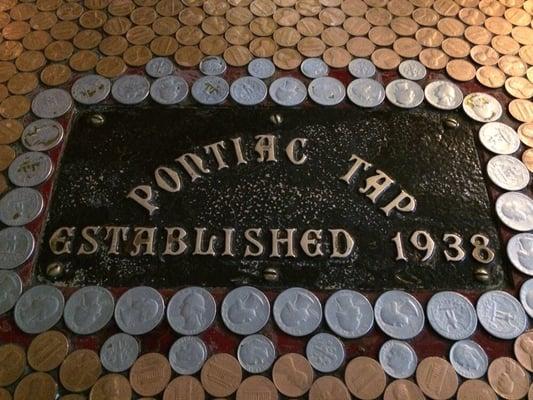 PONTIAC TAP
ESTABLISHED 1938